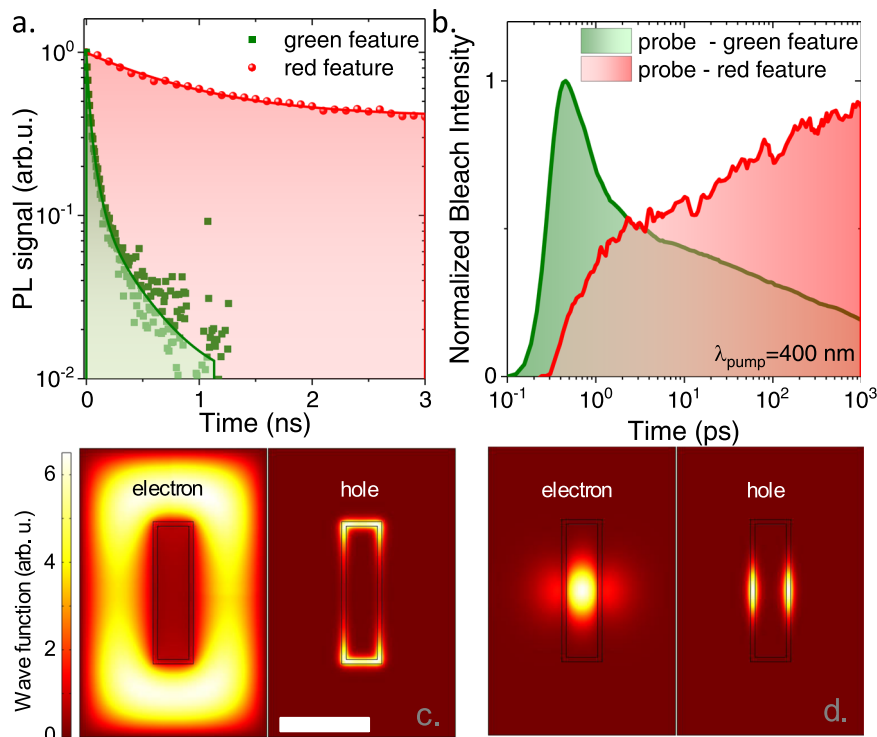 a.
green feature
red feature
PL signal (arb.u.)
10⁰
10⁻¹
10⁻²
0
1
2
3
Time (ns)
b.
probe - green feature
probe - red feature
Normalized Bleach Intensity
1
0
λpump=400 nm
10⁻¹
10⁰
10¹
10²
10³
Time (ps)
Wave function (arb. u.)
6
4
2
0
electron
hole
c.
electron
hole
d.